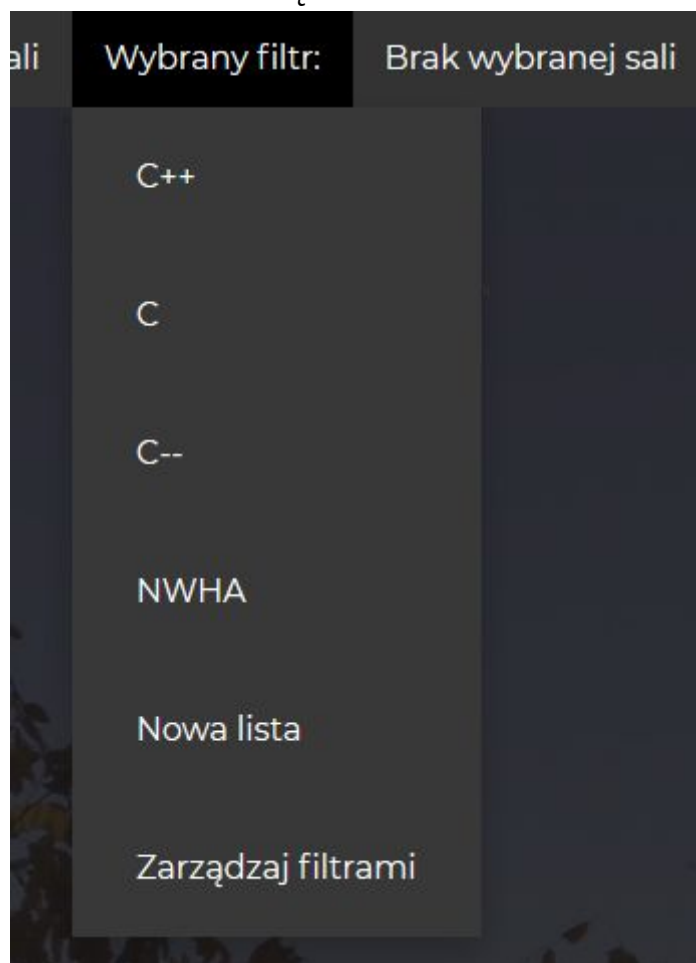 ali Wybrany filtr: Brak wybranej sali
C++
C
C--
NWHA
Nowa lista
Zarządzaj filtrami